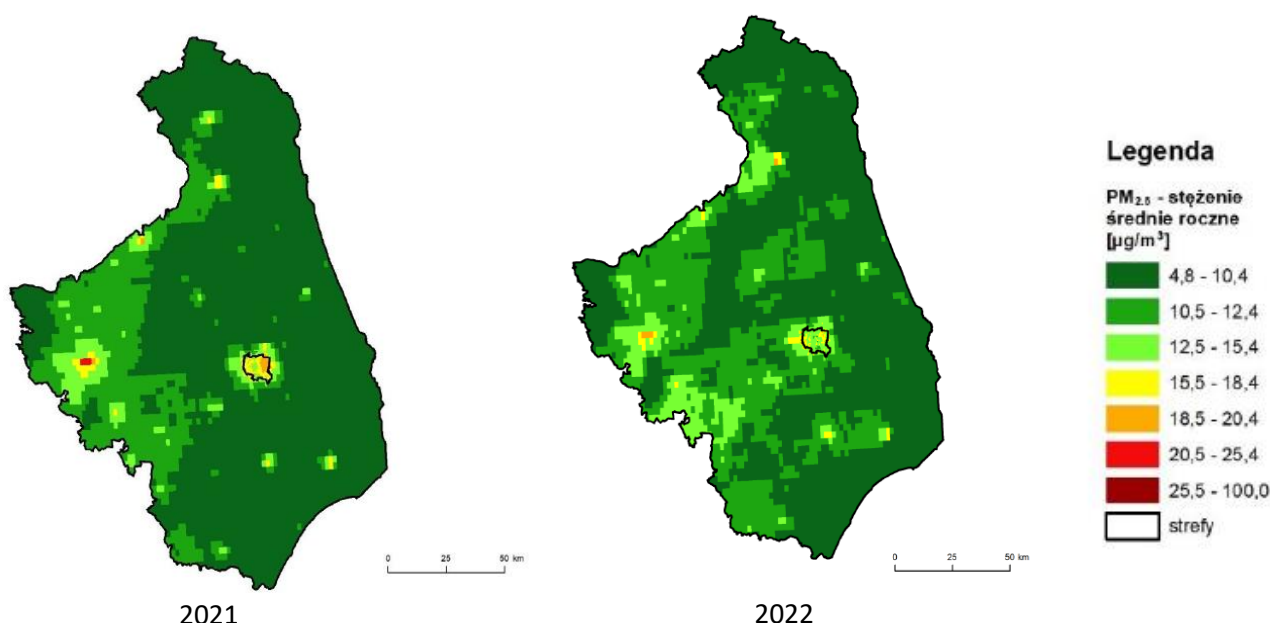 Legenda
PM2.5 - stężenie
średnie roczne
[µg/m³]
4,8 - 10,4
10,5 - 12,4
12,5 - 15,4
15,5 - 18,4
18,5 - 20,4
20,5 - 25,4
25,5 - 100,0
strefy
0 25 50 km
0 25 50 km
2021
2022